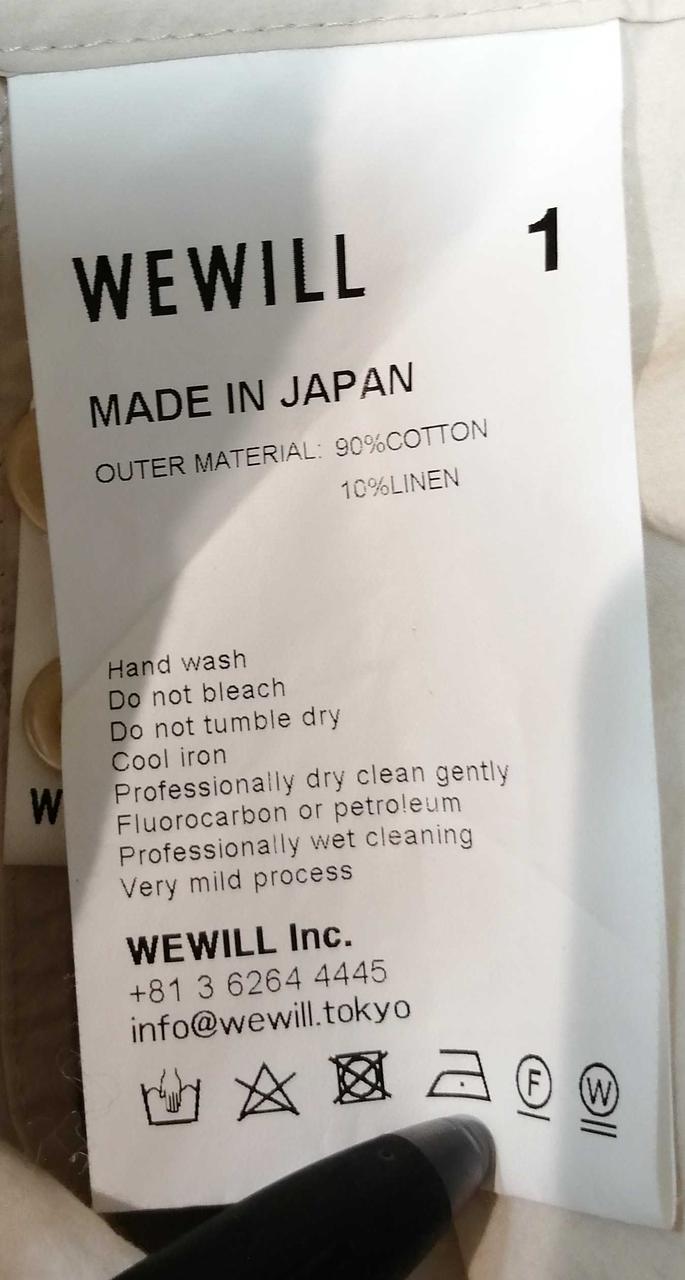 WEWILL 1
MADE IN JAPAN
OUTER MATERIAL: 90%COTTON
10%LINEN
Hand wash
Do not bleach
Do not tumble dry
Cool iron
Professionally dry clean gently
Fluorocarbon or petroleum
Professionally wet cleaning
Very mild process
W
WEWILL Inc.
+81 3 6264 4445
info@wewill.tokyo
F W